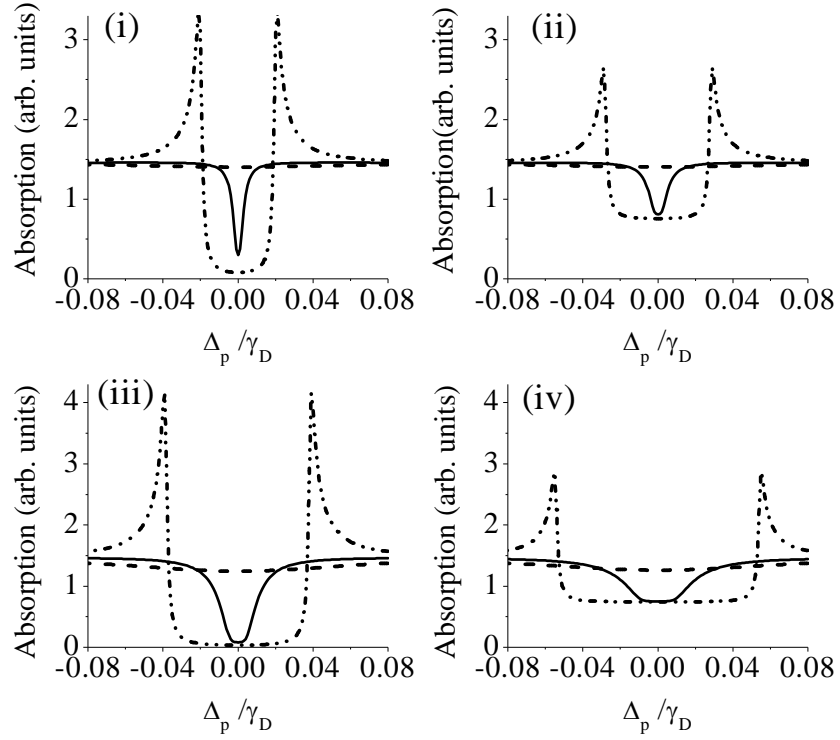 (i)
3
2
1
0
Absorption (arb. units)
-0.08 -0.04 0.00 0.04 0.08
Δp /γD
(ii)
3
2
1
0
Absorption(arb. units)
-0.08 -0.04 0.00 0.04 0.08
Δp /γD
(iii)
4
3
2
1
0
Absorption (arb. units)
-0.08 -0.04 0.00 0.04 0.08
Δp /γD
(iv)
4
3
2
1
0
Absorption (arb. units)
-0.08 -0.04 0.00 0.04 0.08
Δp /γD